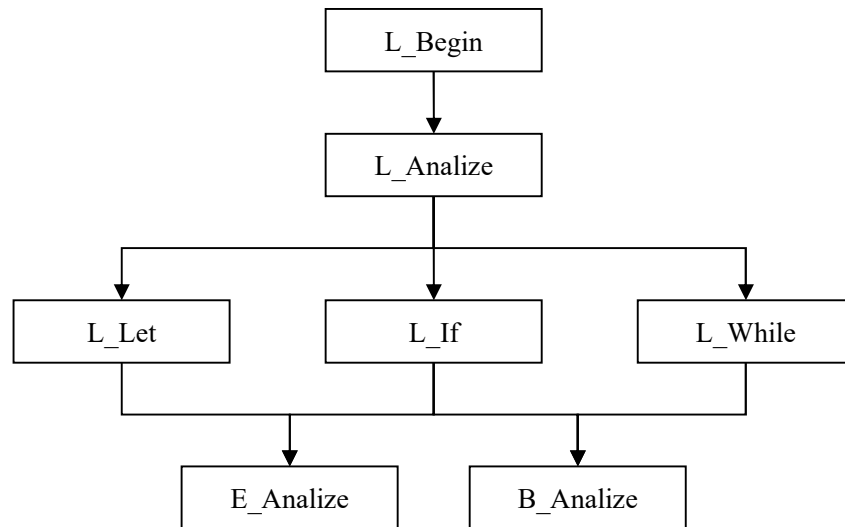 L_Begin
L_Analize
L_Let
L_If
L_While
E_Analize
B_Analize